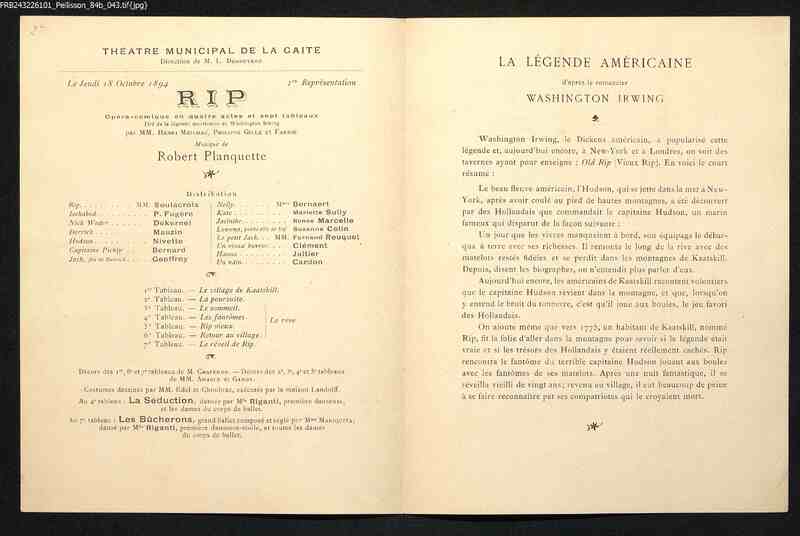 FRB243226101_Peilisson_84b_043.tif{jpg}
THEATRE MUNICIPAL DE LA GAITE
Direction de M. L. Debruyère
Le Jeudi 18 Octobre 1894
1re Représentation
RIP
Opéra-comique en quatre actes et sept tableaux
Tiré de la légende américaine de Washington Irwing
par MM. Henri Meilhac, Philippe Gille et Farnie
Musique de
Robert Planquette
Distribution
Rip. MM. Soulacroix
Ischabod. P. Fugère
Nick Weder. Dekernel
Derrick. Mauzin
Hudson. Nivette
Capitaine Pickly. Bernard
Jack, fils de Derrick. Geoffroy
Nelly. Mmes Bernaert
Kate. Mariette Sully
Jacinthe. Renée Marcelle
Lowena, Suzanne Colin
Le petit Jack. MM. Fernand Rouquet
Un vieux Clément
Hanna. Jaltier
Un nain. Cardon
1er Tableau. — Le village de Kaatskill.
2e Tableau. — La poursuite.
3e Tableau. — Le sommeil.
4e Tableau. — Les fantômes.
5e Tableau. — Rip vieux.
6e Tableau. — Retour au village.
Le rêve
7e Tableau. — Le réveil de Rip.
Décors des 1er, 6e et 7e tableaux de M. — Décors des 2e, 3e, 4e et 5e tableaux
de MM. Amable et Gardy.
Costumes dessinés par MM. Edel et Choubrac, exécutés par la maison Landolff.
Au 4e tableau : La Séduction, dansée par Mlle Riganti, première danseuse,
et les dames du corps de ballet.
Au 7e tableau : Les Bûcherons, grand ballet composé et réglé par Mme Mariquita;
dansé par Mlle Riganti, première danseuse-étoile, et toutes les dames
du corps de ballet.
LA LÉGENDE AMÉRICAINE
d'après le romancier
WASHINGTON IRWING
Washington Irwing, le Dickens américain, a popularisé cette
légende et, aujourd'hui encore, à New-York et à Londres, on voit des
tavernes ayant pour enseigne : Old Rip (Vieux Rip). En voici le court
résumé :
Le beau fleuve américain, l'Hudson, qui se jette dans la mer à New-
York, après avoir coulé au pied de hautes montagnes, a été découvert
par des Hollandais que commandait le capitaine Hudson, un marin
fameux qui disparut de la façon suivante :
Un jour que les vivres manquaient à bord, son équipage le débar-
qua à terre avec ses richesses. Il remonta le long de la rive avec des
matelots restés fidèles et se perdit dans les montagnes de Kaatskill.
Depuis, disent les biographes, on n'entendit plus parler d'eux.
Aujourd'hui encore, les américains de Kaatskill racontent volontiers
que le capitaine Hudson revient dans la montagne, et que, lorsqu'on
y entend le bruit du tonnerre, c'est qu'il joue aux boules, le jeu favori
des Hollandais.
On ajoute même que vers 1775, un habitant de Kaatskill, nommé
Rip, fit la folie d'aller dans la montagne pour savoir si la légende était
vraie et si les trésors des Hollandais y étaient réellement cachés. Rip
rencontra le fantôme du terrible capitaine Hudson jouant aux boules
avec les fantômes de ses matelots. Après une nuit fantastique, il se
réveilla vieilli de vingt ans; revenu au village, il eut beaucoup de peine
à se faire reconnaître par ses compatriotes qui le croyaient mort.